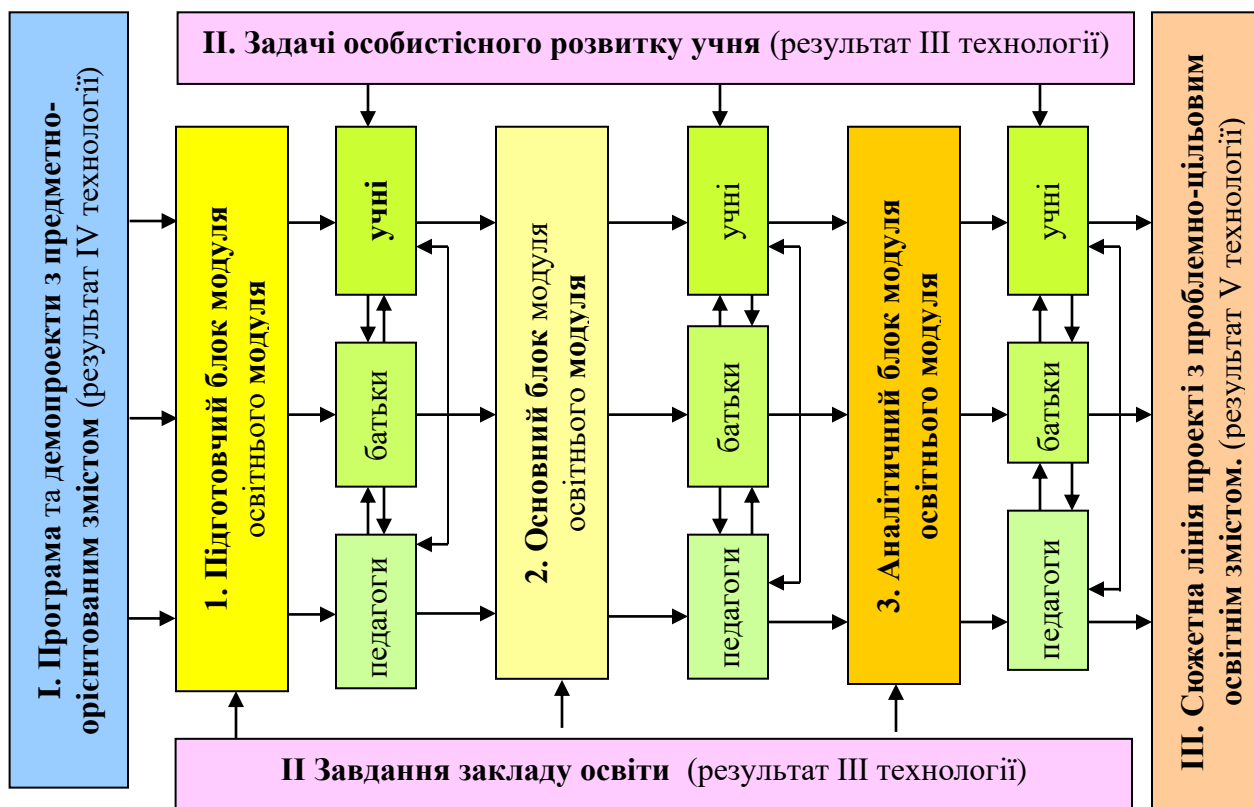 II. Задачі особистісного розвитку учня (результат III технології)
I. Програма та демопроекти з предметно-
орієнтованим змістом (результат IV технології)
1. Підготовчий блок модуля
освітнього модуля
учні
батьки
педагоги
2. Основний блок модуля
освітнього модуля
учні
батьки
педагоги
3. Аналітичний блок модуля
освітнього модуля
учні
батьки
педагоги
III. Сюжетна лінія проекті з проблемно-цільовим
освітнім змістом. (результат V технології)
II Завдання закладу освіти (результат III технології)